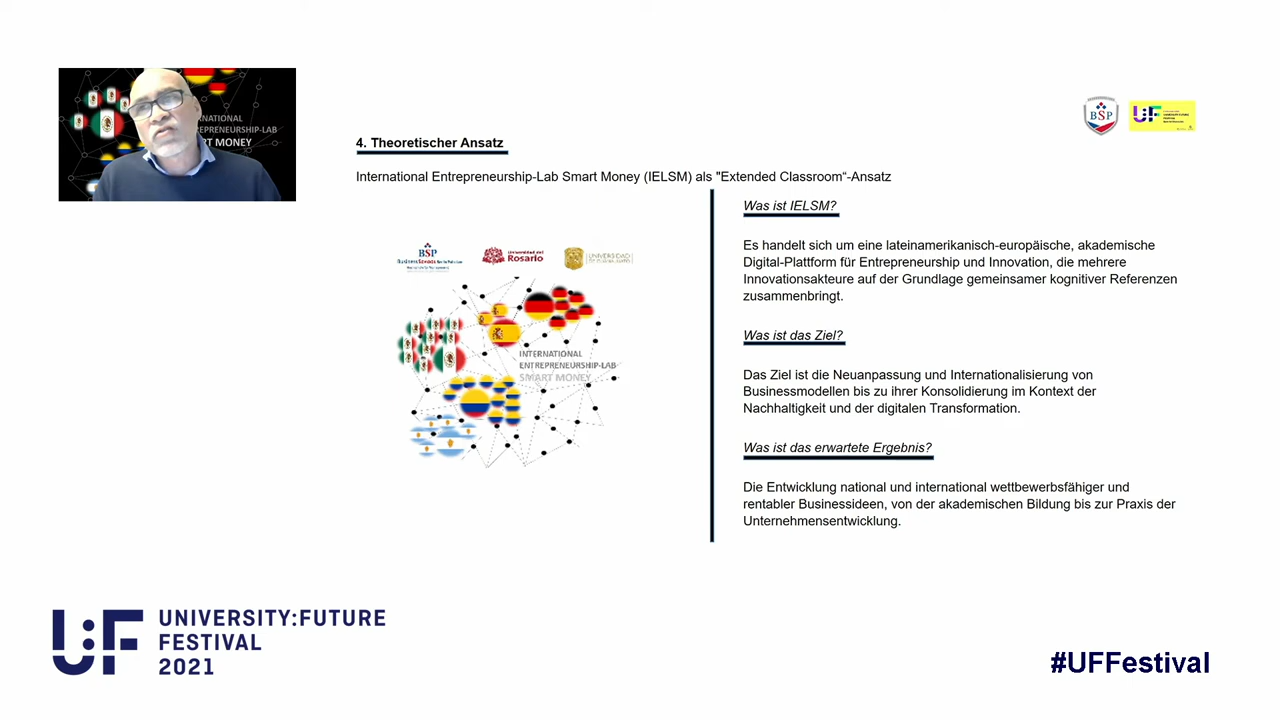 NATIONAL
REPRENEURSHIP-LAB
RT MONEY
BSP
U:F
4. Theoretischer Ansatz
International Entrepreneurship-Lab Smart Money (IELSM) als "Extended Classroom“-Ansatz
BSP
Universidad del
Rosario
UNIVERSIDAD
INTERNATIONAL
ENTREPRENEURSHIP-LAB
SMART MONEY
Was ist IELSM?
Es handelt sich um eine lateinamerikanisch-europäische, akademische
Digital-Plattform für Entrepreneurship und Innovation, die mehrere
Innovationsakteure auf der Grundlage gemeinsamer kognitiver Referenzen
zusammenbringt.
Was ist das Ziel?
Das Ziel ist die Neuanpassung und Internationalisierung von
Businessmodellen bis zu ihrer Konsolidierung im Kontext der
Nachhaltigkeit und der digitalen Transformation.
Was ist das erwartete Ergebnis?
Die Entwicklung national und international wettbewerbsfähiger und
rentabler Businessideen, von der akademischen Bildung bis zur Praxis der
Unternehmensentwicklung.
U:F
UNIVERSITY:FUTURE
FESTIVAL
2021
#UFFestival